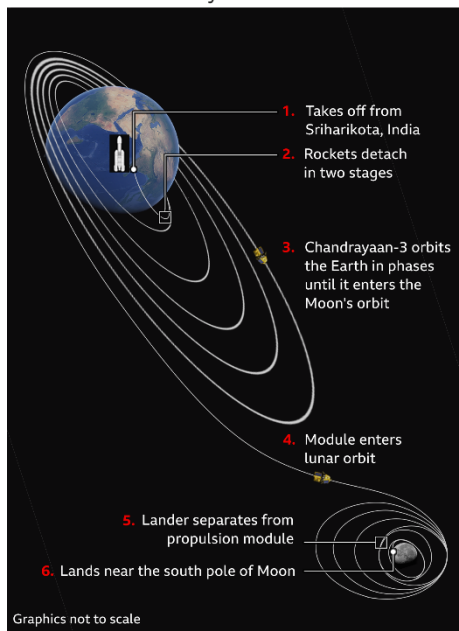 1. Takes off from
Sriharikota, India
2. Rockets detach
in two stages
3. Chandrayaan-3 orbits
the Earth in phases
until it enters the
Moon's orbit
4. Module enters
lunar orbit
5. Lander separates from
propulsion module
6. Lands near the south pole of Moon
Graphics not to scale